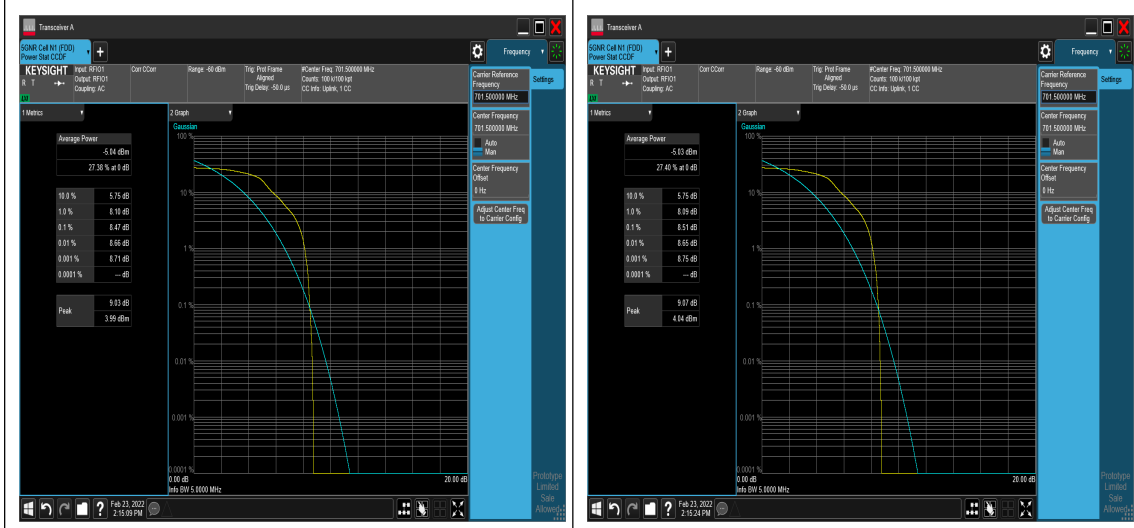 Transceiver A
5GNR Cell N1 (FOD)
Power Stat CCDF
Frequency
KEYSIGHT
R T
LXI
Input: RFIO1
Output: RFIO1
Coupling: AC
Corr CCorr
Range: -60 dBm
Trig: Prot Frame
Aligned
Trig Delay: -50.0 µs
#Center Freq: 701.500000 MHz
Counts: 100 k/100 kpt
CC Info: Uplink, 1 CC
Carrier Reference
Frequency
701.500000 MHz
Settings
Center Frequency
701.500000 MHz
Auto
Man
Center Frequency
Offset
0 Hz
Adjust Center Freq
to Carrier Config
1 Metrics
Average Power
-5.04 dBm
27.38 % at 0 dB
10.0 % 5.75 dB
1.0 % 8.10 dB
0.1 % 8.47 dB
0.01 % 8.66 dB
0.001 % 8.71 dB
0.0001 % --- dB
Peak 9.03 dB
3.99 dBm
2 Graph
Gaussian
100 %
10 %
1 %
0.1 %
0.01 %
0.001 %
0.0001 %
0.00 dB 20.00 dB
Info BW 5.0000 MHz
Feb 23, 2022
2:15:09 PM
Prototype
Limited
Sale
Allowed
Transceiver A
5GNR Cell N1 (FOD)
Power Stat CCDF
Frequency
KEYSIGHT
R T
LXI
Input: RFIO1
Output: RFIO1
Coupling: AC
Corr CCorr
Range: -60 dBm
Trig: Prot Frame
Aligned
Trig Delay: -50.0 µs
#Center Freq: 701.500000 MHz
Counts: 100 k/100 kpt
CC Info: Uplink, 1 CC
Carrier Reference
Frequency
701.500000 MHz
Settings
Center Frequency
701.500000 MHz
Auto
Man
Center Frequency
Offset
0 Hz
Adjust Center Freq
to Carrier Config
1 Metrics
Average Power
-5.03 dBm
27.40 % at 0 dB
10.0 % 5.75 dB
1.0 % 8.09 dB
0.1 % 8.51 dB
0.01 % 8.65 dB
0.001 % 8.75 dB
0.0001 % --- dB
Peak 9.07 dB
4.04 dBm
2 Graph
Gaussian
100 %
10 %
1 %
0.1 %
0.01 %
0.001 %
0.0001 %
0.00 dB 20.00 dB
Info BW 5.0000 MHz
Feb 23, 2022
2:15:24 PM
Prototype
Limited
Sale
Allowed